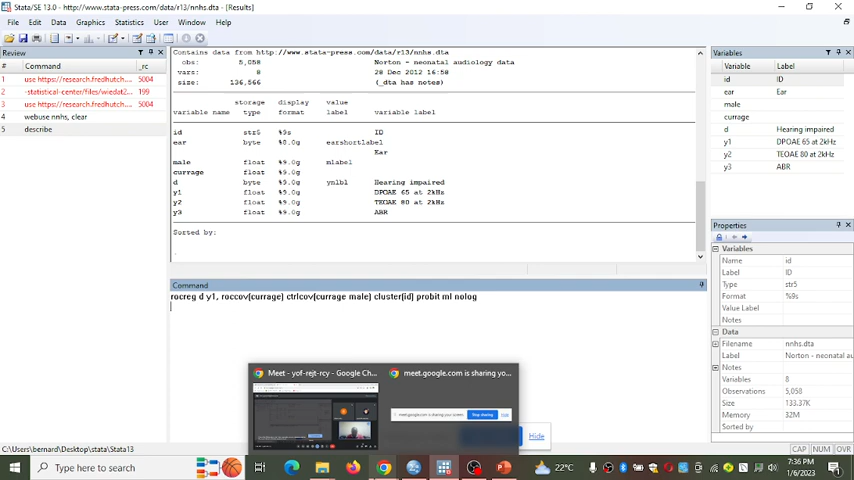 Stata/SE 13.0 - http://www.stata-press.com/data/r13/nnhs.dta - [Results]
File Edit Data Graphics Statistics User Window Help
Review
# Command _rc
1 use https://research.fredhutch.... 5004
2 -statistical-center/files/wiedat2... 199
3 use https://research.fredhutch.... 5004
4 webuse nnhs, clear
5 describe
Contains data from http://www.stata-press.com/data/r13/nnhs.dta
obs: 5,058 Norton - neonatal audiology data
vars: 8 28 Dec 2012 16:58
size: 136,566 (_dta has notes)
storage display value
variable name type format label variable label
id str5 %9s ID
ear byte %8.0g earshortlabel
Ear
male float %9.0g mlabel
currage float %9.0g
d byte %9.0g ynlbl Hearing impaired
y1 float %9.0g DPOAE 65 at 2kHz
y2 float %9.0g TEOAE 80 at 2kHz
y3 float %9.0g ABR
Sorted by:
.
Command
rocreg d y1, roccov(currage) ctrlcov(currage male) cluster(id) probit ml nolog
Variables
Variable Label
id ID
ear Ear
male
currage
d Hearing impaired
y1 DPOAE 65 at 2kHz
y2 TEOAE 80 at 2kHz
y3 ABR
Properties
Variables
Name id
Label ID
Type str5
Format %9s
Value Label
Notes
Data
Filename nnhs.dta
Label Norton - neonatal au
Notes
Variables 8
Observations 5,058
Size 133.37K
Memory 32M
Sorted by
Meet - yof-rejt-rcy - Google Ch...
meet.google.com is sharing yo...
meet.google.com is sharing your screen.
Stop sharing
Hide
Hide
C:\Users\bernard\Desktop\stata\Stata13
CAP NUM OVR
Type here to search
22°C
7:36 PM
1/6/2023